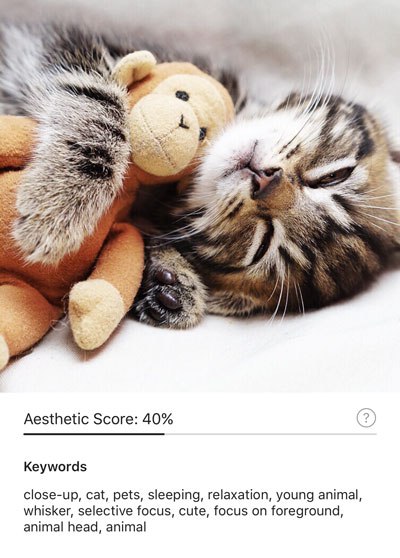 Aesthetic Score: 40%
?
Keywords
close-up, cat, pets, sleeping, relaxation, young animal,
whisker, selective focus, cute, focus on foreground,
animal head, animal